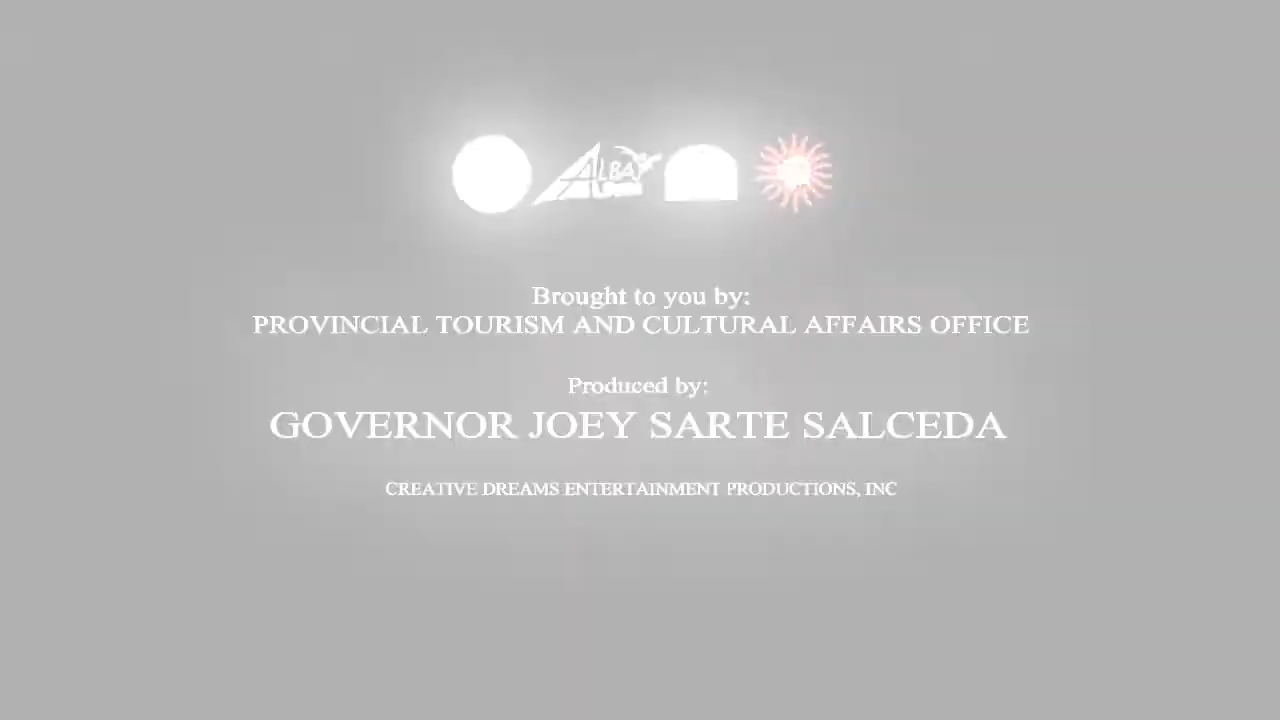 ALBAY
Brought to you by:
PROVINCIAL TOURISM AND CULTURAL AFFAIRS OFFICE
Produced by:
GOVERNOR JOEY SARTE SALCEDA
CREATIVE DREAMS ENTERTAINMENT PRODUCTIONS, INC